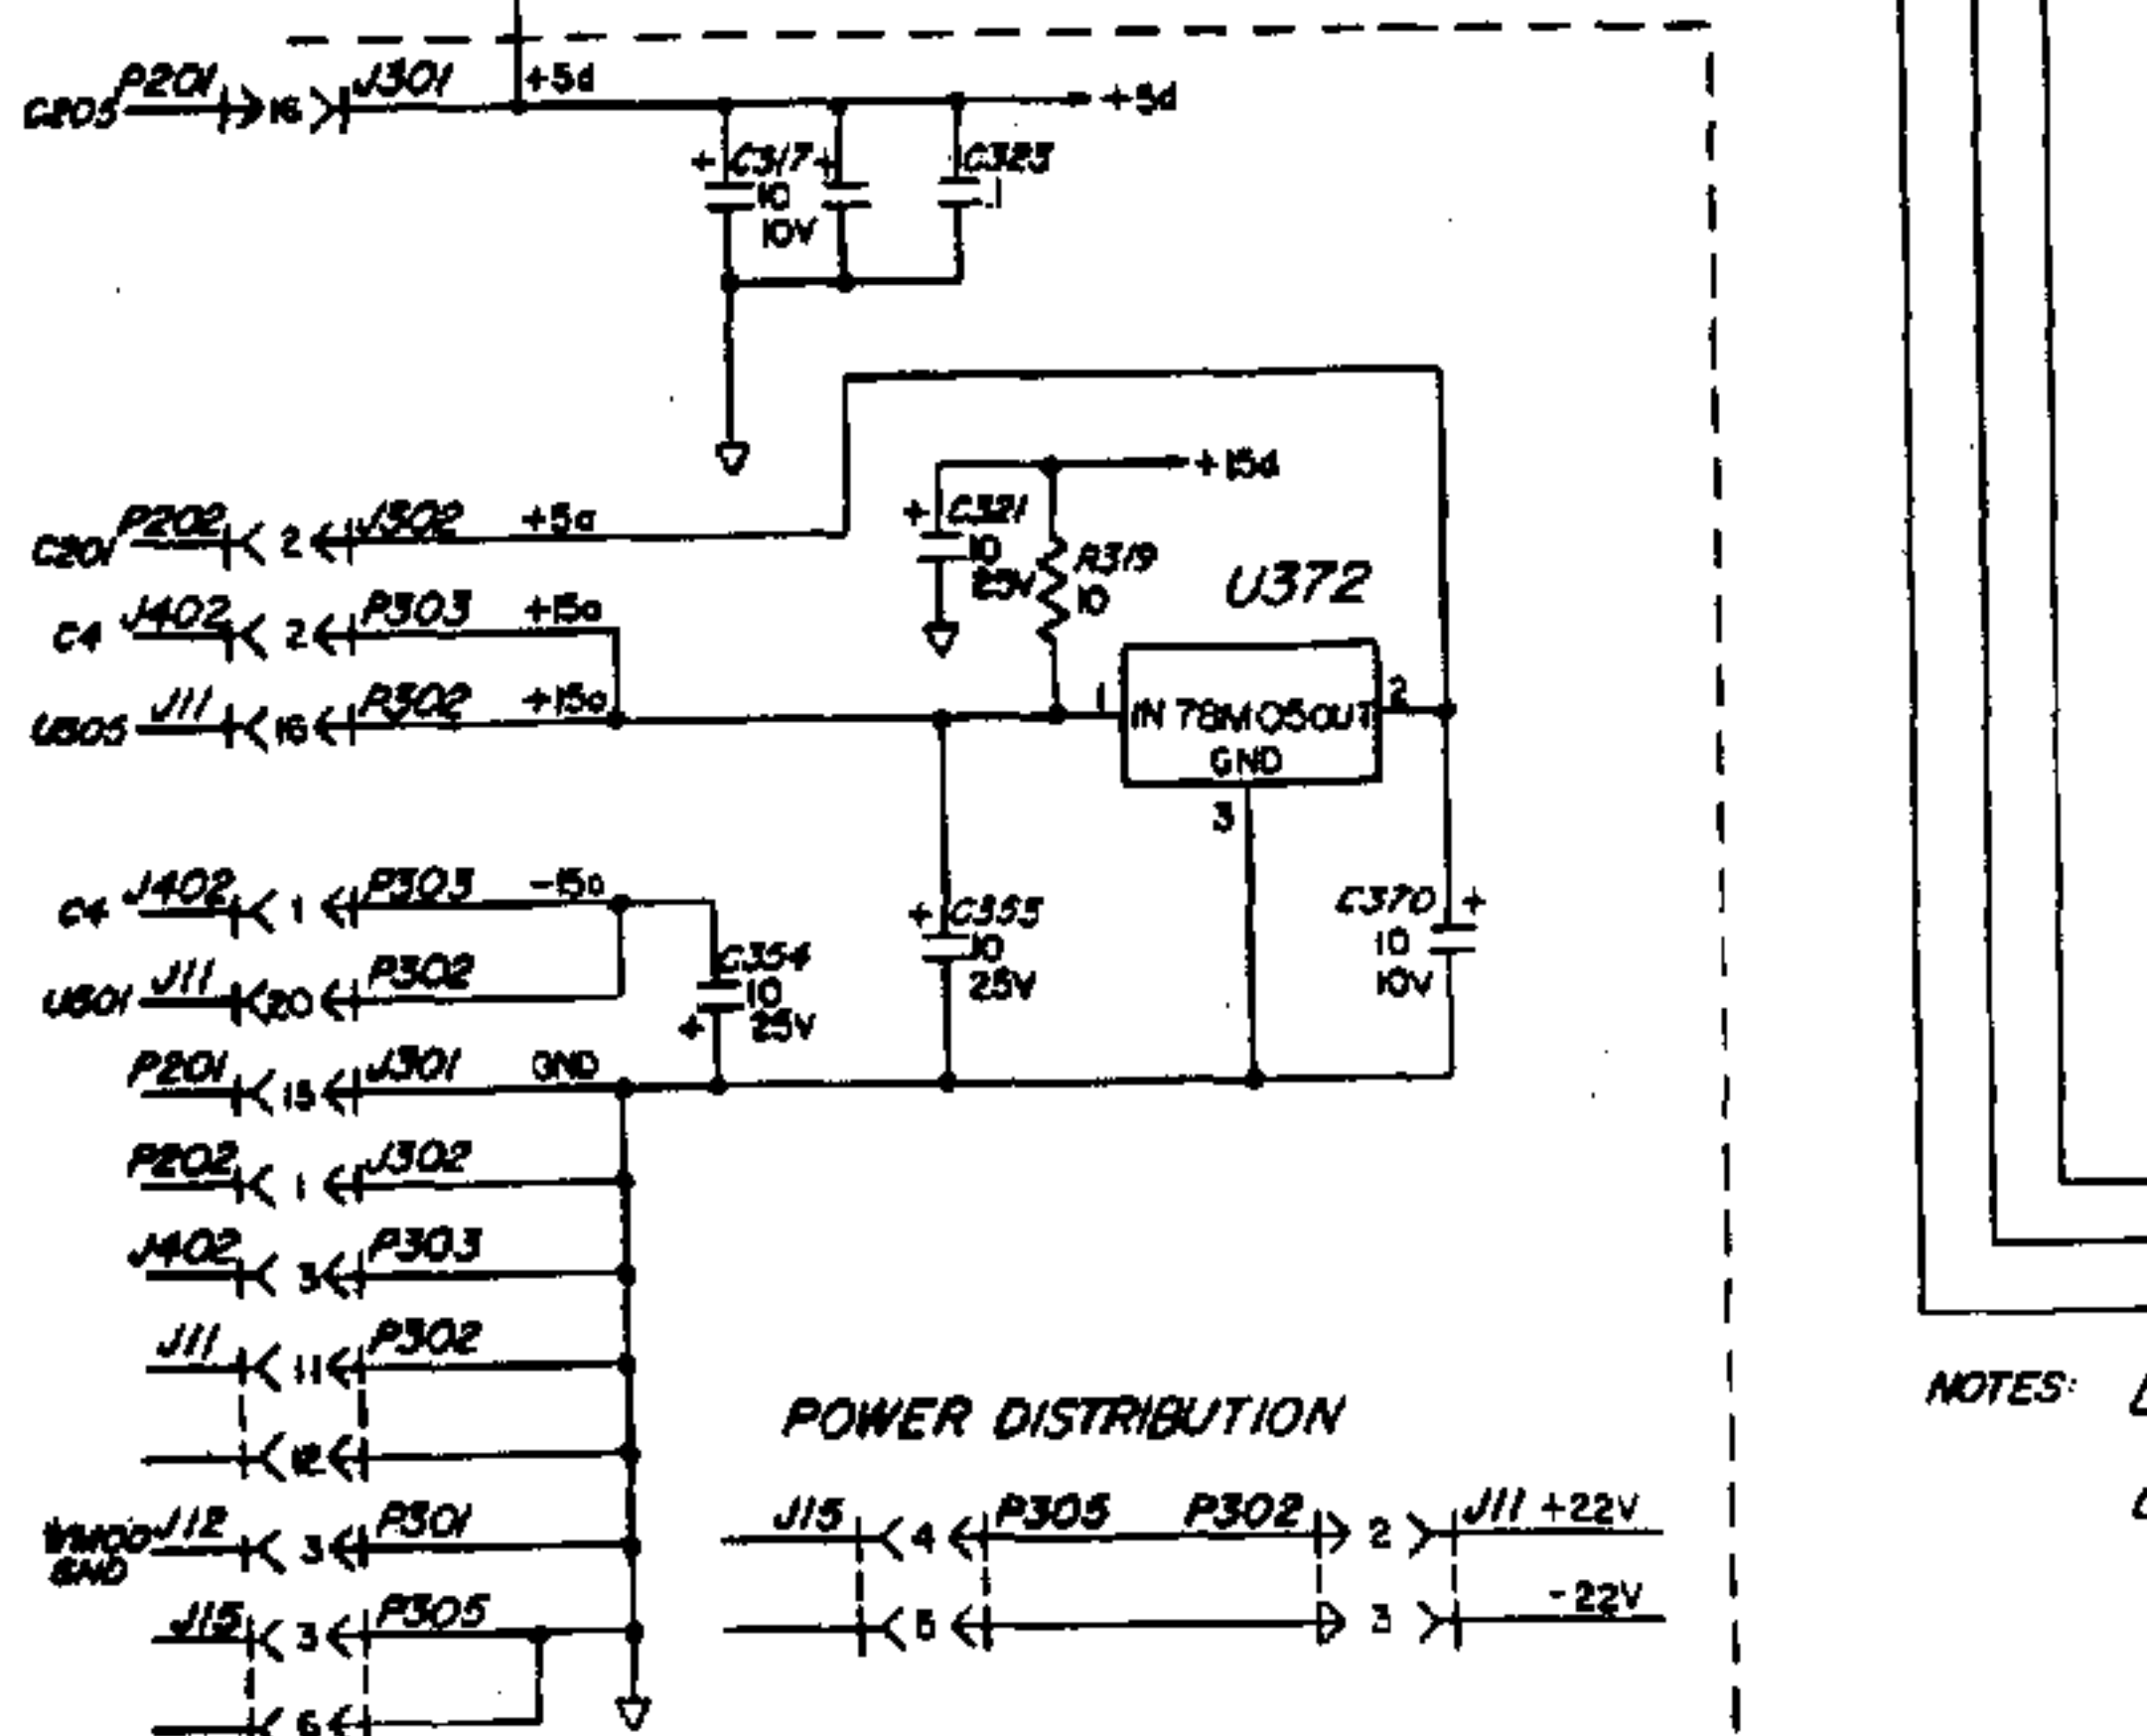 P201 J301 +5d
C205 16 +5d
+ C317 + C323
10 .1
10V
+15d
P202 J302 +5a + C321
C201 2 10 R319
25V 10 U372
J402 P303 +15a
C4 2
J11 P302 +15a 1 2
U305 16 IN 78M05 OUT
GND
3
J402 P303 -15a
C4 1 + C355 C370 +
C354 10 10
J11 P302 10 25V 10V
20 + 25V
P201 J301 GND
15
P202 J302
1
J402 P303
3
J11 P302
11
POWER DISTRIBUTION NOTES:
12
J12 P301 J15 P305 P302 J11 +22V
GND 3 4 2
J15 P305 -22V
3 5 3
6